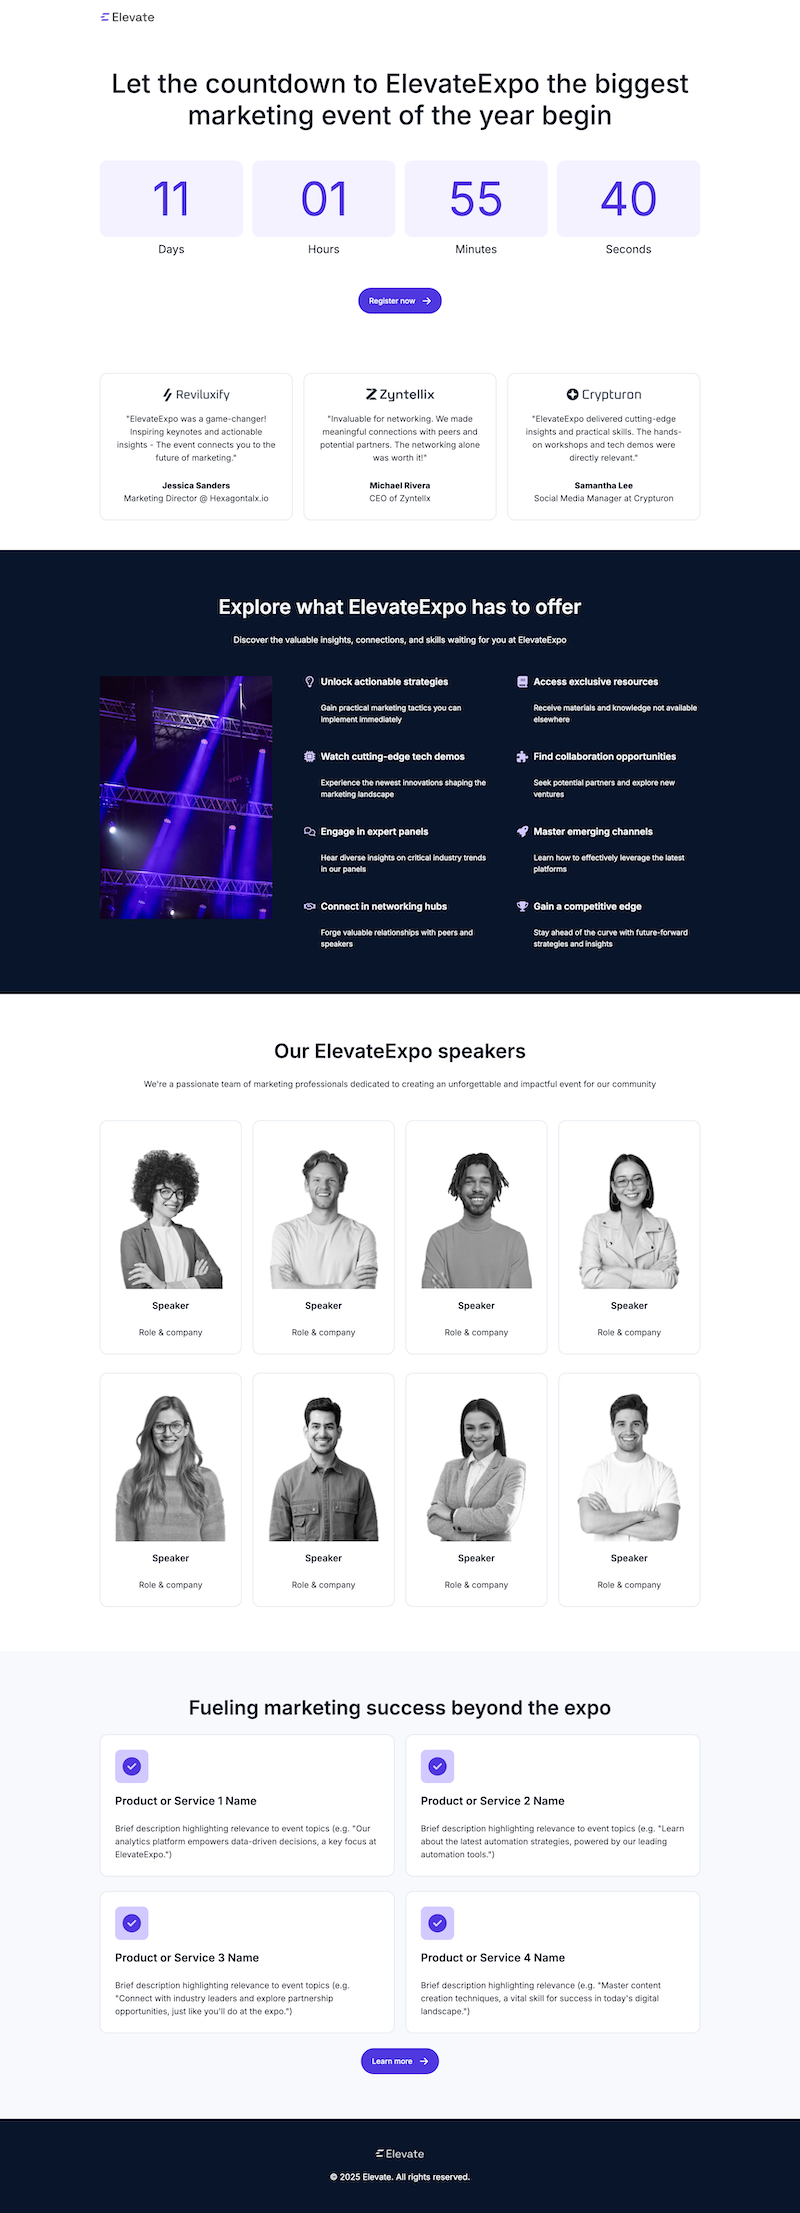 Elevate
Let the countdown to ElevateExpo the biggest
marketing event of the year begin
11
01
55
40
Days
Hours
Minutes
Seconds
Register now
Reviluxify
"ElevateExpo was a game-changer!
Inspiring keynotes and actionable
insights - The event connects you to the
future of marketing."
Jessica Sanders
Marketing Director @ Hexagontalx.io
Zyntellix
"Invaluable for networking. We made
meaningful connections with peers and
potential partners. The networking alone
was worth it!"
Michael Rivera
CEO of Zyntellx
Crypturon
"ElevateExpo delivered cutting-edge
insights and practical skills. The hands-
on workshops and tech demos were
directly relevant."
Samantha Lee
Social Media Manager at Crypturon
Explore what ElevateExpo has to offer
Discover the valuable insights, connections, and skills waiting for you at ElevateExpo
Unlock actionable strategies
Gain practical marketing tactics you can
implement immediately
Access exclusive resources
Receive materials and knowledge not available
elsewhere
Watch cutting-edge tech demos
Experience the newest innovations shaping the
marketing landscape
Find collaboration opportunities
Seek potential partners and explore new
ventures
Engage in expert panels
Hear diverse insights on critical industry trends
in our panels
Master emerging channels
Learn how to effectively leverage the latest
platforms
Connect in networking hubs
Forge valuable relationships with peers and
speakers
Gain a competitive edge
Stay ahead of the curve with future-forward
strategies and insights
Our ElevateExpo speakers
We're a passionate team of marketing professionals dedicated to creating an unforgettable and impactful event for our community
Speaker
Role & company
Speaker
Role & company
Speaker
Role & company
Speaker
Role & company
Speaker
Role & company
Speaker
Role & company
Speaker
Role & company
Speaker
Role & company
Fueling marketing success beyond the expo
Product or Service 1 Name
Brief description highlighting relevance to event topics (e.g. "Our
analytics platform empowers data-driven decisions, a key focus at
ElevateExpo.")
Product or Service 2 Name
Brief description highlighting relevance to event topics (e.g. "Learn
about the latest automation strategies, powered by our leading
automation tools.")
Product or Service 3 Name
Brief description highlighting relevance to event topics (e.g.
"Connect with industry leaders and explore partnership
opportunities, just like you'll do at the expo.")
Product or Service 4 Name
Brief description highlighting relevance (e.g. "Master content
creation techniques, a vital skill for success in today's digital
landscape.")
Learn more
Elevate
© 2025 Elevate. All rights reserved.